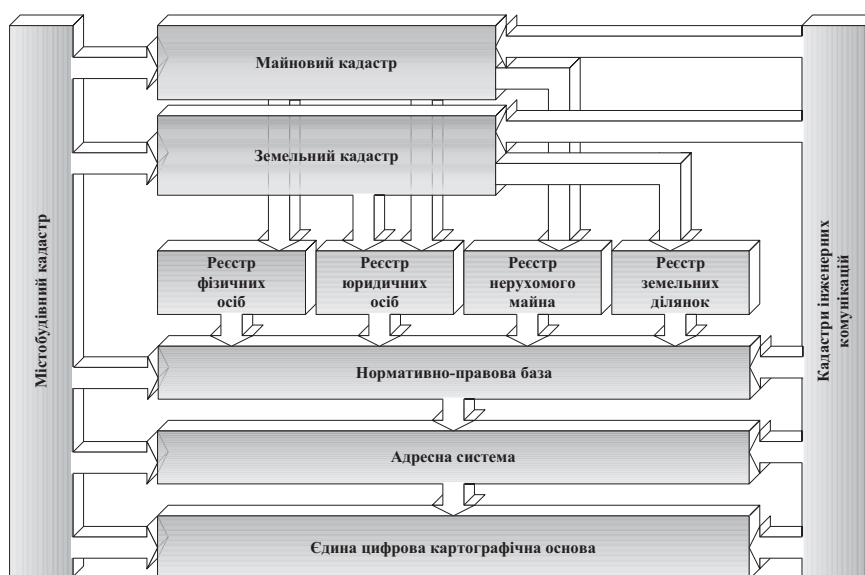 Майновий кадастр
Земельний кадастр
Містобудівний кадастр
Кадастри інженерних
комунікацій
Реєстр
фізичних
осіб
Реєстр
юридичних
осіб
Реєстр
нерухомого
майна
Реєстр
земельних
ділянок
Нормативно-правова база
Адресна система
Єдина цифрова картографічна основа